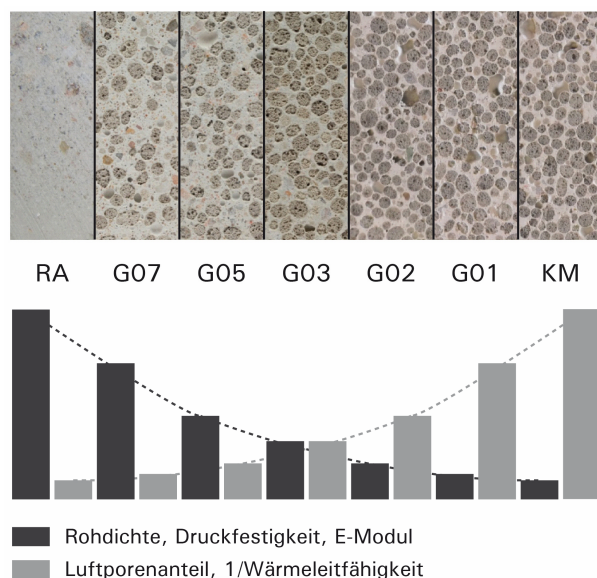 RA G07 G05 G03 G02 G01 KM
Rohdichte, Druckfestigkeit, E-Modul
Luftporenanteil, 1/Wärmeleitfähigkeit